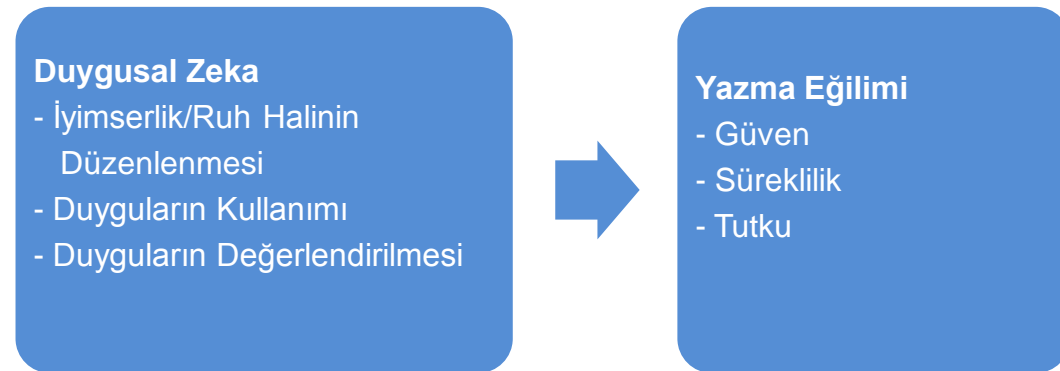 Duygusal Zeka
- İyimserlik/Ruh Halinin
Düzenlenmesi
- Duyguların Kullanımı
- Duyguların Değerlendirilmesi
Yazma Eğilimi
- Güven
- Süreklilik
- Tutku